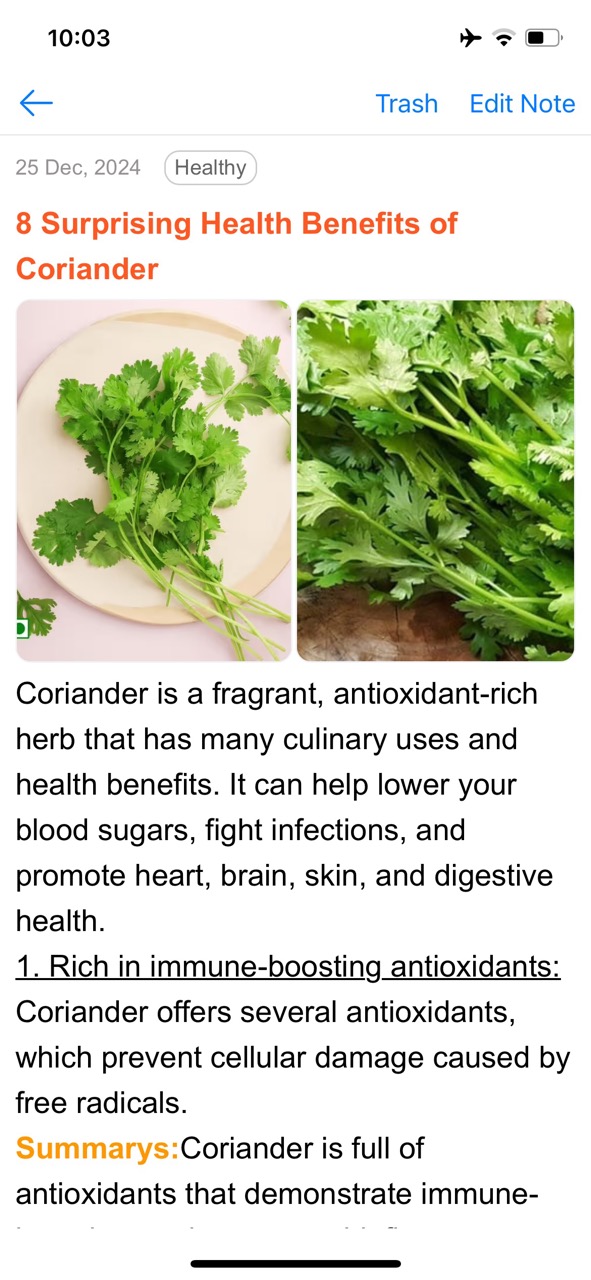 10:03
Trash Edit Note
25 Dec, 2024 Healthy
8 Surprising Health Benefits of
Coriander
Coriander is a fragrant, antioxidant-rich
herb that has many culinary uses and
health benefits. It can help lower your
blood sugars, fight infections, and
promote heart, brain, skin, and digestive
health.
1. Rich in immune-boosting antioxidants:
Coriander offers several antioxidants,
which prevent cellular damage caused by
free radicals.
Summarys:Coriander is full of
antioxidants that demonstrate immune-